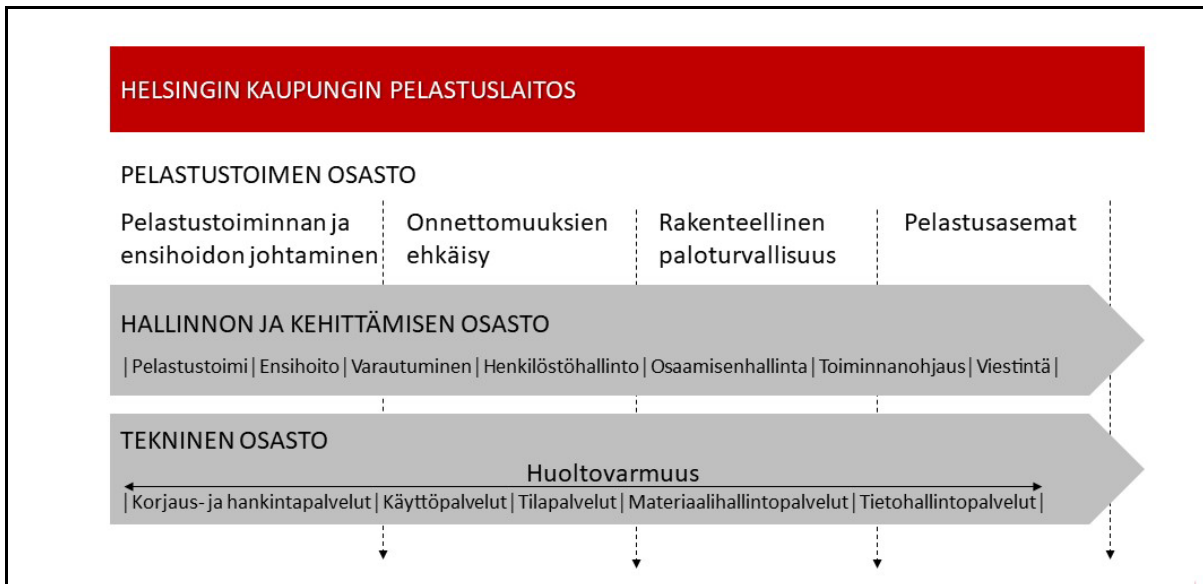 HELSINGIN KAUPUNGIN PELASTUSLAITOS
PELASTUSTOIMEN OSASTO
Pelastustoiminnan ja
ensihoidon johtaminen
Onnettomuuksien
ehkäisy
Rakenteellinen
paloturvallisuus
Pelastusasemat
HALLINNON JA KEHITTÄMISEN OSASTO
|Pelastustoimi|Ensihoito|Varautuminen|Henkilöstöhallinto|Osaamisenhallinta|Toiminnanohjaus|Viestintä|
TEKNINEN OSASTO
Huoltovarmuus
|Korjaus- ja hankintapalvelut|Käyttöpalvelut|Tilapalvelut|Materiaalihallintopalvelut|Tietohallintopalvelut|